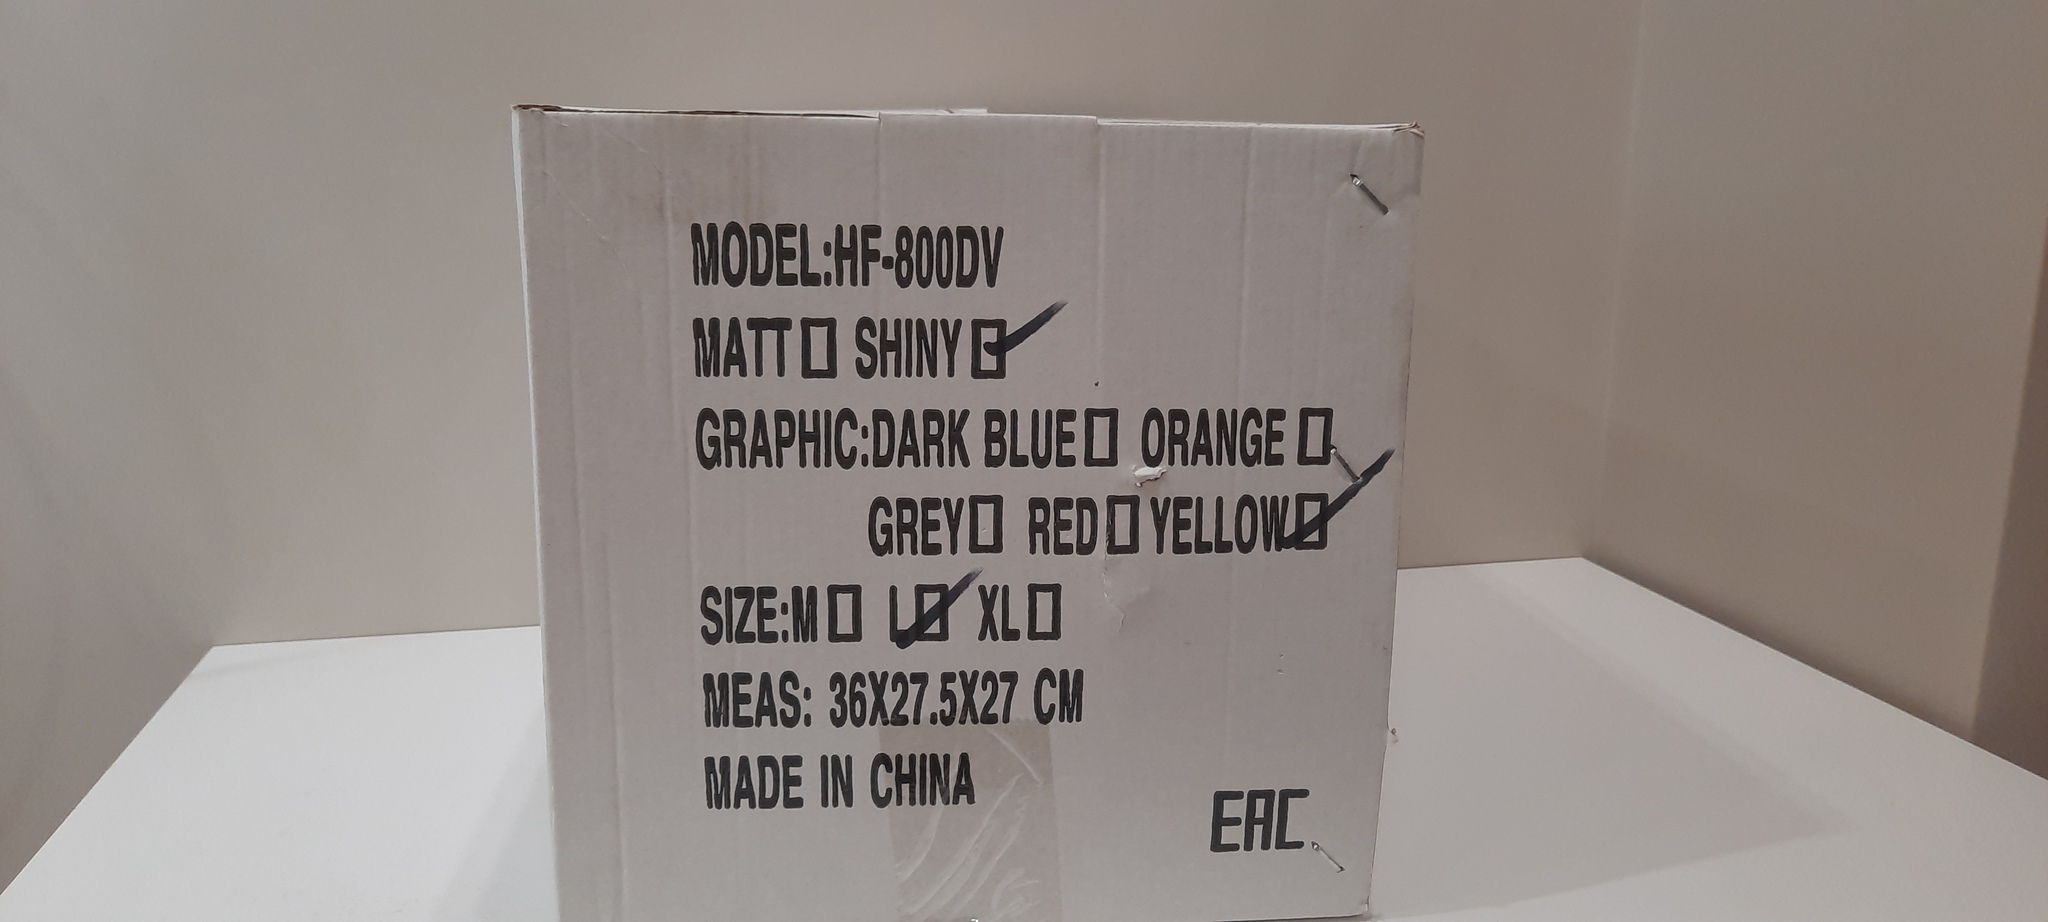 MODEL:HF-800DV
MATT☐ SHINY☑
GRAPHIC:DARK BLUE☐ ORANGE☐
GREY☐ RED☐ YELLOW☑
SIZE:M☐ L☑ XL☐
MEAS: 36X27.5X27 CM
MADE IN CHINA
EAC